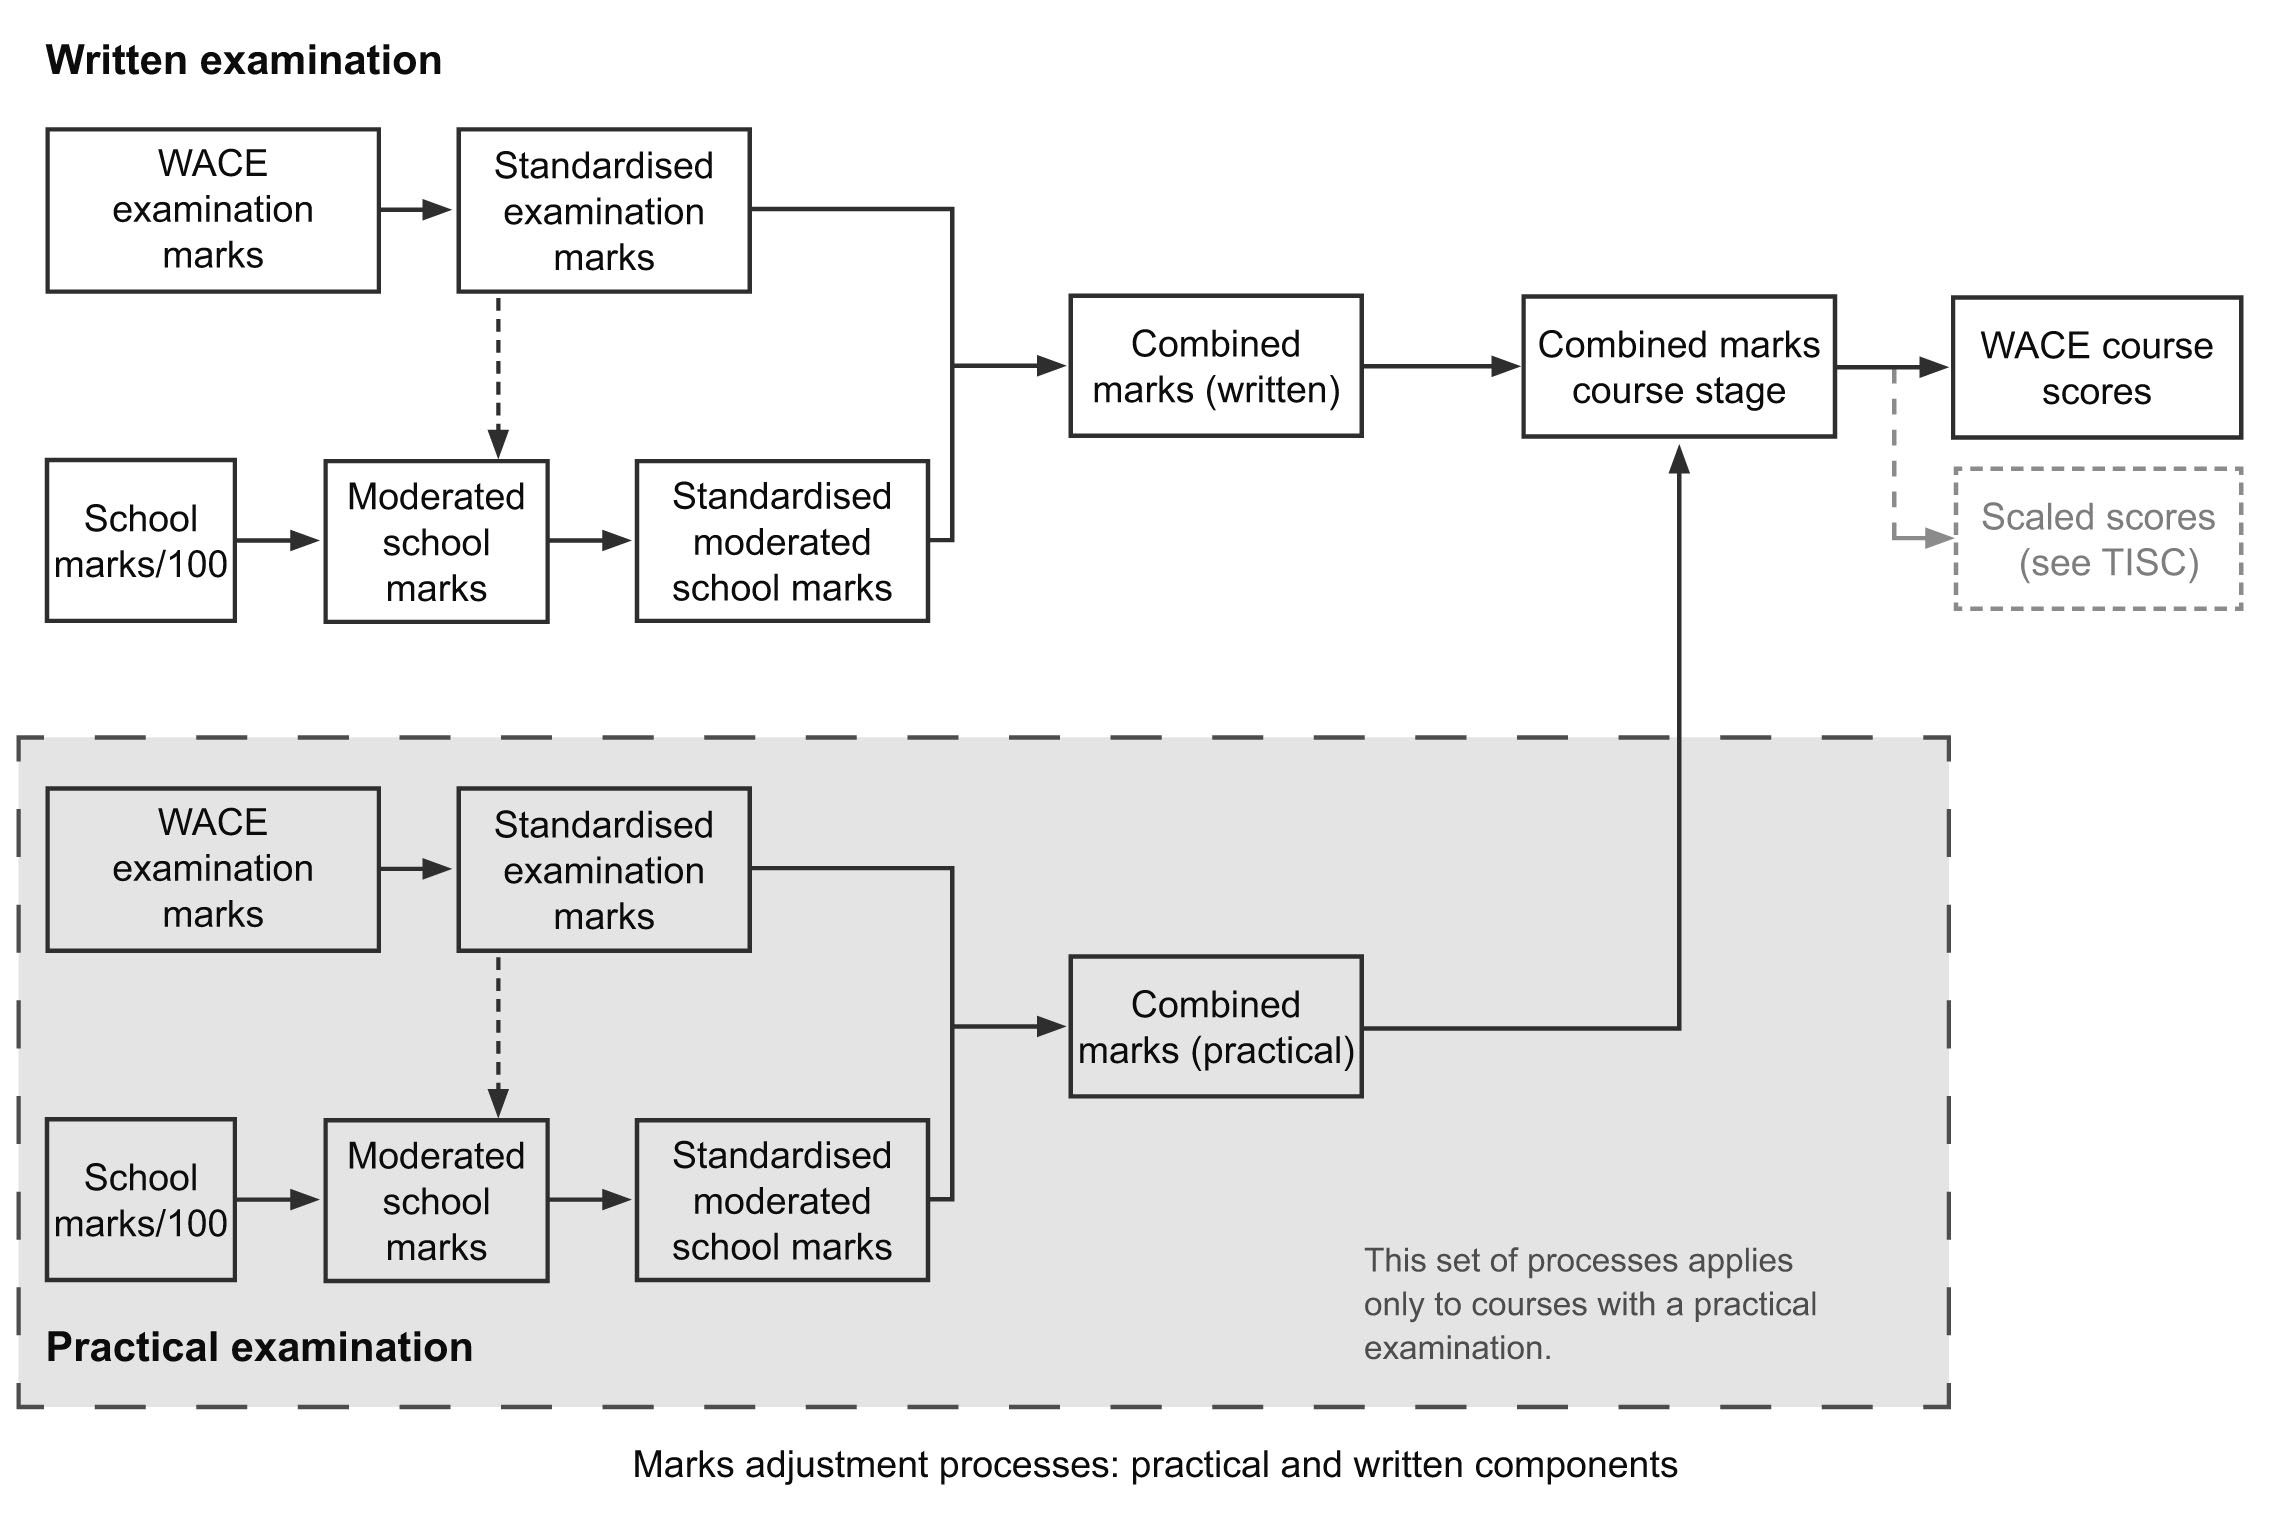 Written examination
WACE
examination
marks
Standardised
examination
marks
School
marks/100
Moderated
school
marks
Standardised
moderated
school marks
Combined
marks (written)
Combined marks
course stage
WACE course
scores
Scaled scores
(see TISC)
WACE
examination
marks
Standardised
examination
marks
School
marks/100
Moderated
school
marks
Standardised
moderated
school marks
Combined
marks (practical)
This set of processes applies
only to courses with a practical
examination.
Practical examination
Marks adjustment processes: practical and written components